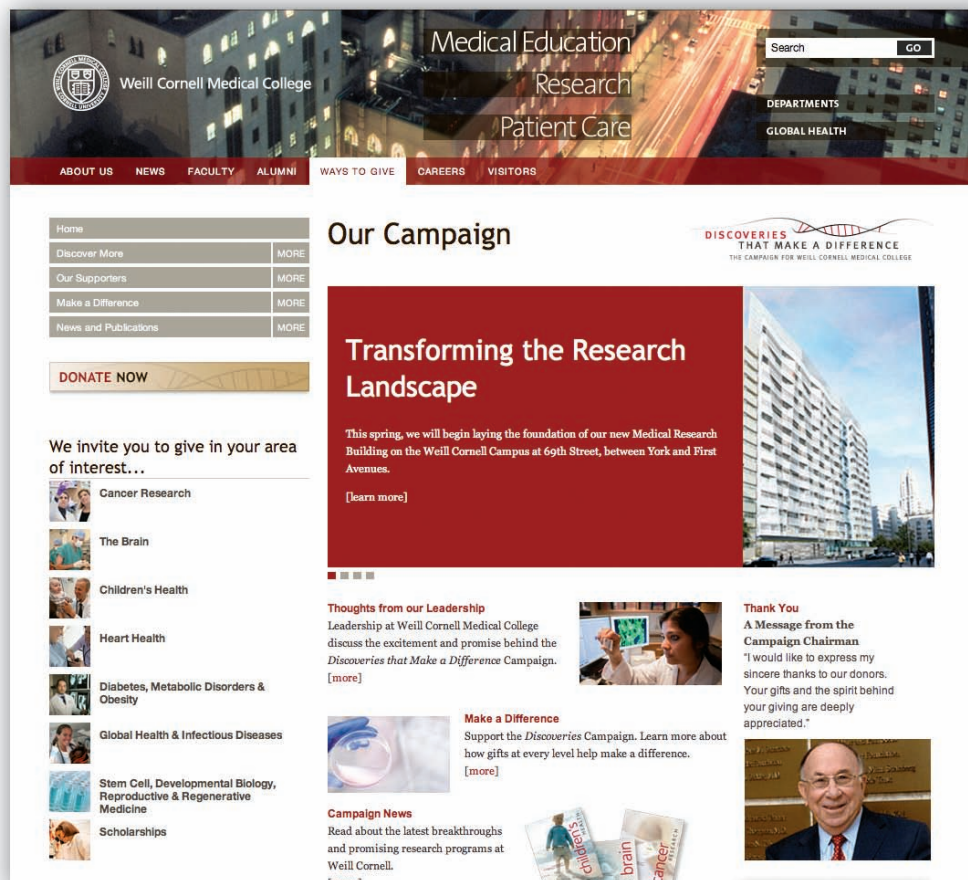 Medical Education
Research
Patient Care
Weill Cornell Medical College
Search
GO
DEPARTMENTS
GLOBAL HEALTH
ABOUT US NEWS FACULTY ALUMNI WAYS TO GIVE CAREERS VISITORS
Home
Discover More MORE
Our Supporters MORE
Make a Difference MORE
News and Publications MORE
DONATE NOW
We invite you to give in your area
of interest...
Cancer Research
The Brain
Children's Health
Heart Health
Diabetes, Metabolic Disorders &
Obesity
Global Health & Infectious Diseases
Stem Cell, Developmental Biology,
Reproductive & Regenerative
Medicine
Scholarships
Our Campaign
DISCOVERIES
THAT MAKE A DIFFERENCE
THE CAMPAIGN FOR WEILL CORNELL MEDICAL COLLEGE
Transforming the Research
Landscape
This spring, we will begin laying the foundation of our new Medical Research
Building on the Weill Cornell Campus at 69th Street, between York and First
Avenues.
[learn more]
Thoughts from our Leadership
Leadership at Weill Cornell Medical College
discuss the excitement and promise behind the
Discoveries that Make a Difference Campaign.
[more]
Make a Difference
Support the Discoveries Campaign. Learn more about
how gifts at every level help make a difference.
[more]
Campaign News
Read about the latest breakthroughs
and promising research programs at
Weill Cornell.
children's
brain
cancer
RESEARCH
Thank You
A Message from the
Campaign Chairman
"I would like to express my
sincere thanks to our donors.
Your gifts and the spirit behind
your giving are deeply
appreciated."